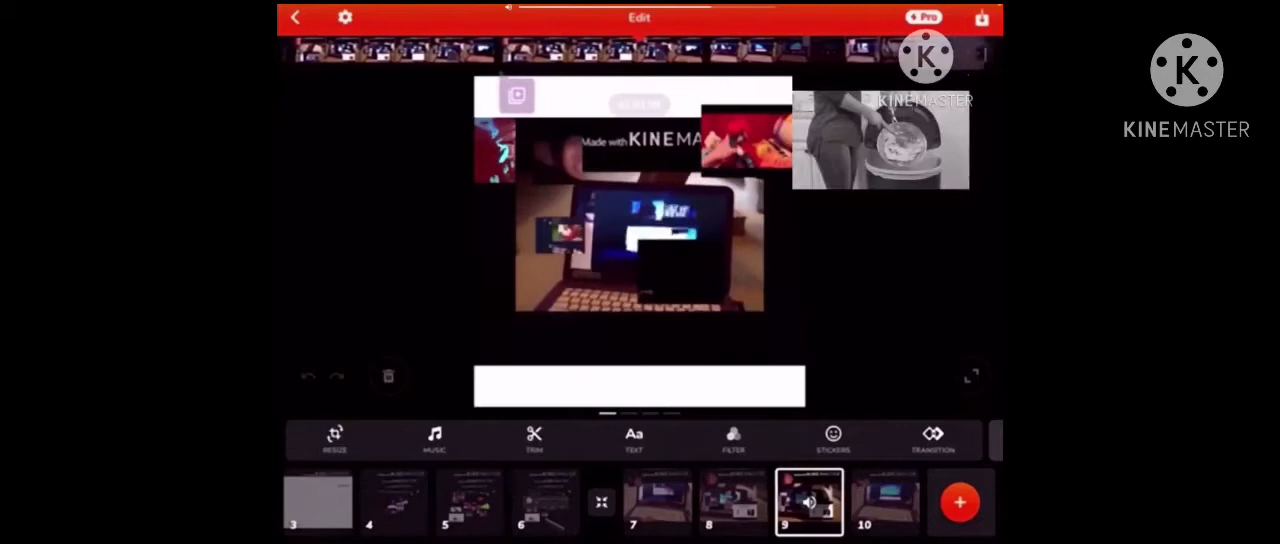 Edit
Pro
K
KINEMASTER
K
KINEMASTER
Made with KINEMA
RESIZE
MUSIC
Aa
TRIM
TEXT
FILTER
STICKERS
TRANSITION
3
4
5
6
7
8
9
10